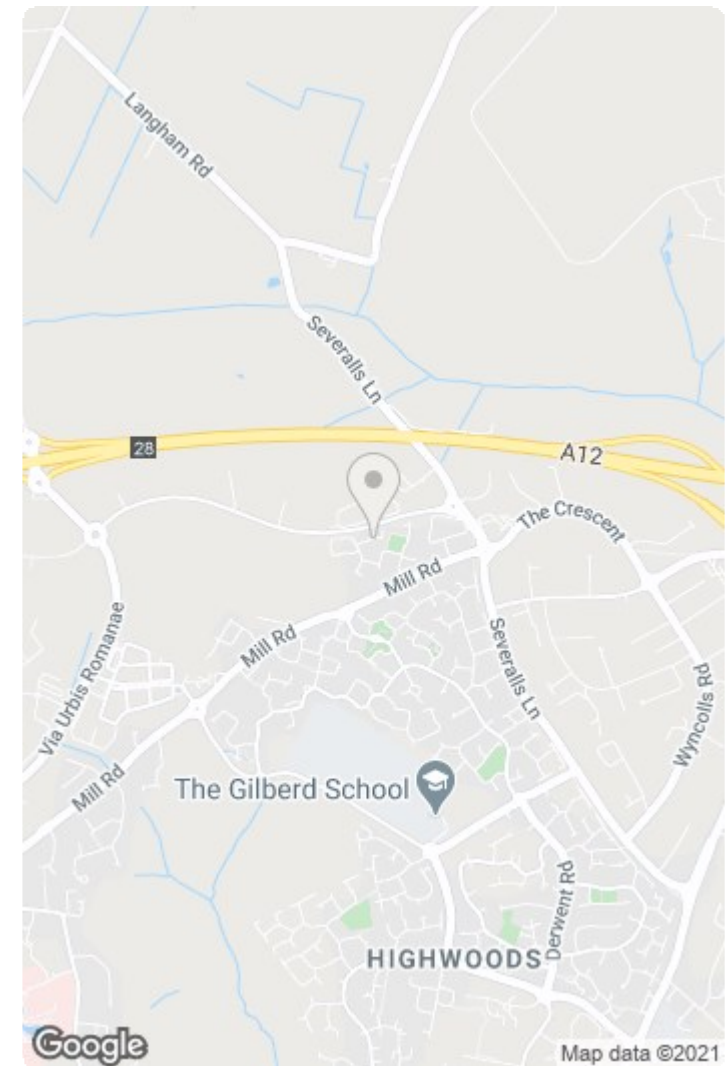 Langham Rd
Severalls Ln
28
A12
The Crescent
Mill Rd
Mill Rd
Via Urbis Romanae
Severalls Ln
Wyncolls Rd
Mill Rd
The Gilberd School
Derwent Rd
HIGHWOODS
Google
Map data ©2021